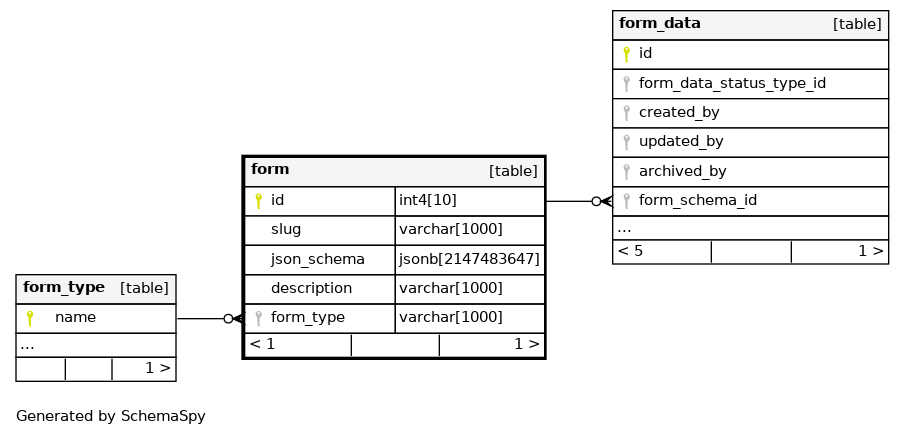 form_data [table]
id
form_data_status_type_id
created_by
updated_by
archived_by
form_schema_id
...
< 5 1 >
form [table]
id int4[10]
slug varchar[1000]
json_schema jsonb[2147483647]
description varchar[1000]
form_type varchar[1000]
< 1 1 >
form_type [table]
name
...
1 >
Generated by SchemaSpy